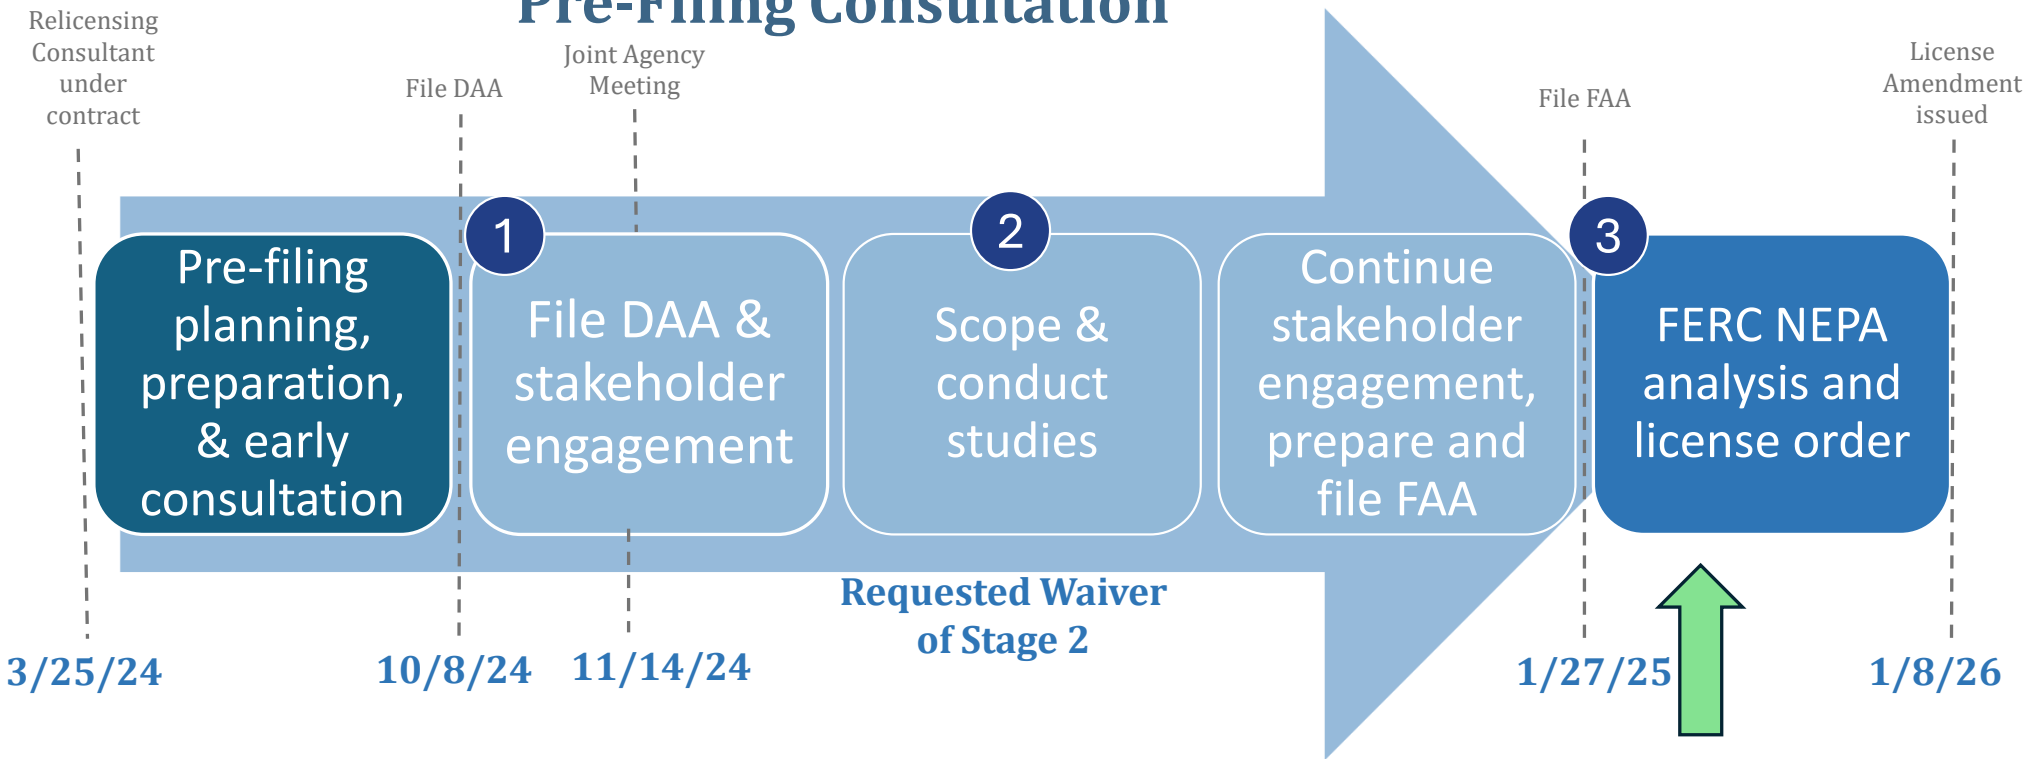 Pre-Filing Consultation
Relicensing
Consultant
under
contract
File DAA
Joint Agency
Meeting
File FAA
License
Amendment
issued
Pre-filing
planning,
preparation,
& early
consultation
1
File DAA &
stakeholder
engagement
2
Scope &
conduct
studies
Continue
stakeholder
engagement,
prepare and
file FAA
3
FERC NEPA
analysis and
license order
Requested Waiver
of Stage 2
3/25/24
10/8/24
11/14/24
1/27/25
1/8/26